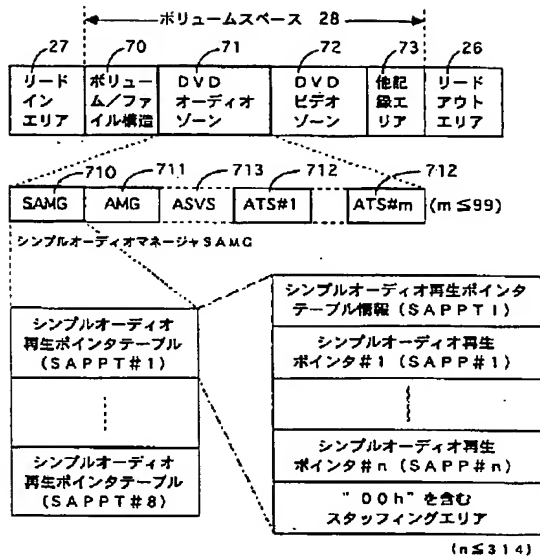 ボリュームスペース 28
27
70
71
72
73
26
リード
イン
エリア
ボリュー
ム/ファ
イル構造
DVD
オーディオ
ゾーン
DVD
ビデオ
ゾーン
他記
録エ
リア
リード
アウト
エリア
710
711
713
712
712
SAMG
AMG
ASVS
ATS#1
ATS#m
(m≤99)
シンプルオーディオマネージャSAMG
シンプルオーディオ
再生ポインタテーブル
(SAPPT#1)
シンプルオーディオ
再生ポインタテーブル
(SAPPT#8)
シンプルオーディオ再生ポインタ
テーブル情報(SAPPTI)
シンプルオーディオ再生
ポインタ#1(SAPP#1)
シンプルオーディオ再生
ポインタ#n(SAPP#n)
"00h"を含む
スタッフィングエリア
(n≤314)